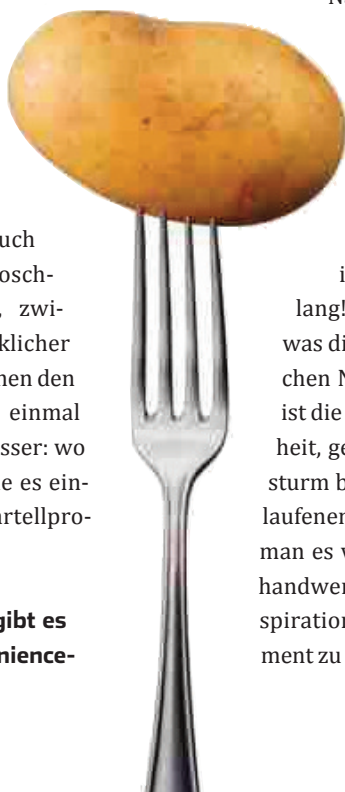 uch
osch-
, zwi-
klicher
nen den
einmal
sser: wo
e es ein-
artellpro-
gibt es
nience-
i
lang!
was di
chen N
ist die
heit, ge
sturm b
laufenen
man es v
handwer
spiration
ment zu